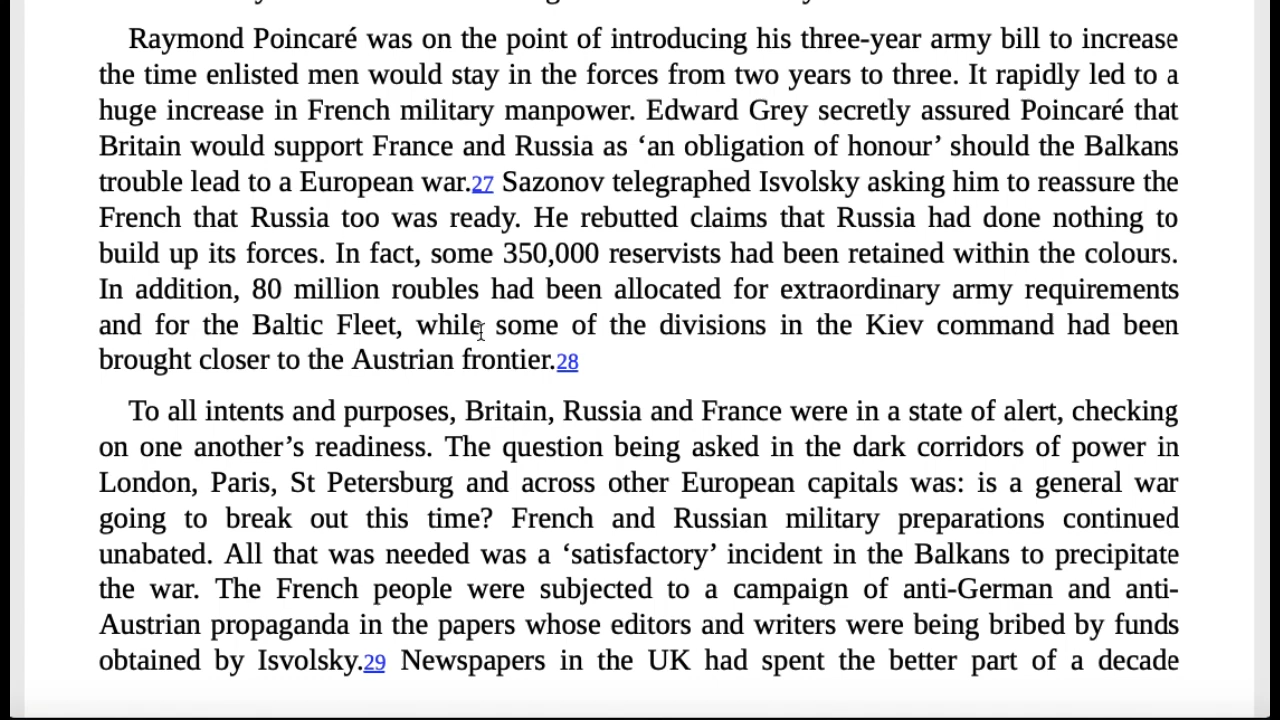 Raymond Poincaré was on the point of introducing his three-year army bill to increase
the time enlisted men would stay in the forces from two years to three. It rapidly led to a
huge increase in French military manpower. Edward Grey secretly assured Poincaré that
Britain would support France and Russia as ‘an obligation of honour’ should the Balkans
trouble lead to a European war.27 Sazonov telegraphed Isvolsky asking him to reassure the
French that Russia too was ready. He rebutted claims that Russia had done nothing to
build up its forces. In fact, some 350,000 reservists had been retained within the colours.
In addition, 80 million roubles had been allocated for extraordinary army requirements
and for the Baltic Fleet, while some of the divisions in the Kiev command had been
brought closer to the Austrian frontier.28
To all intents and purposes, Britain, Russia and France were in a state of alert, checking
on one another’s readiness. The question being asked in the dark corridors of power in
London, Paris, St Petersburg and across other European capitals was: is a general war
going to break out this time? French and Russian military preparations continued
unabated. All that was needed was a ‘satisfactory’ incident in the Balkans to precipitate
the war. The French people were subjected to a campaign of anti-German and anti-
Austrian propaganda in the papers whose editors and writers were being bribed by funds
obtained by Isvolsky.29 Newspapers in the UK had spent the better part of a decade